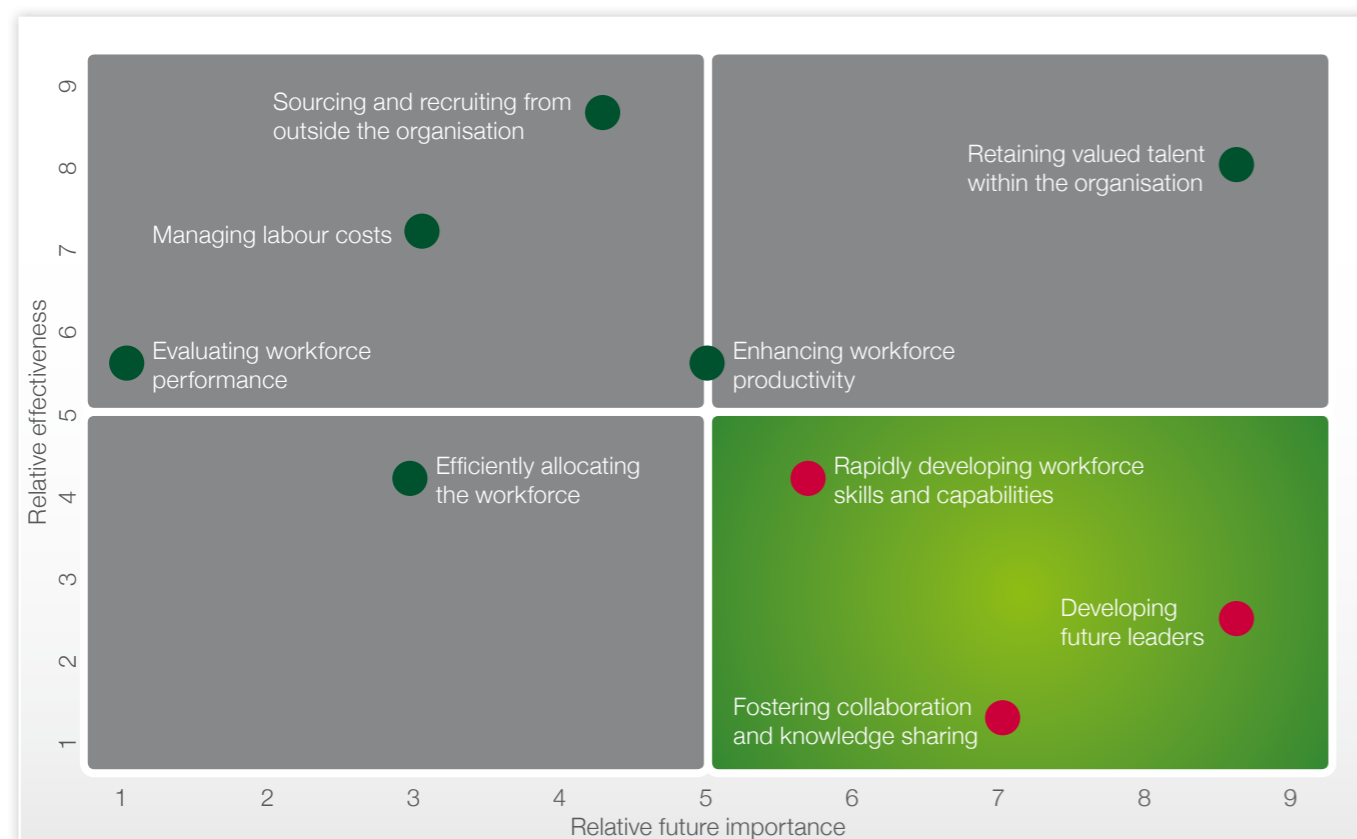 9
Sourcing and recruiting from
outside the organisation
8
Retaining valued talent
within the organisation
7
Managing labour costs
6
Evaluating workforce
performance
Enhancing workforce
productivity
5
Relative effectiveness
4
Efficiently allocating
the workforce
Rapidly developing workforce
skills and capabilities
3
Developing
future leaders
2
Fostering collaboration
and knowledge sharing
1
1 2 3 4 5 6 7 8 9
Relative future importance